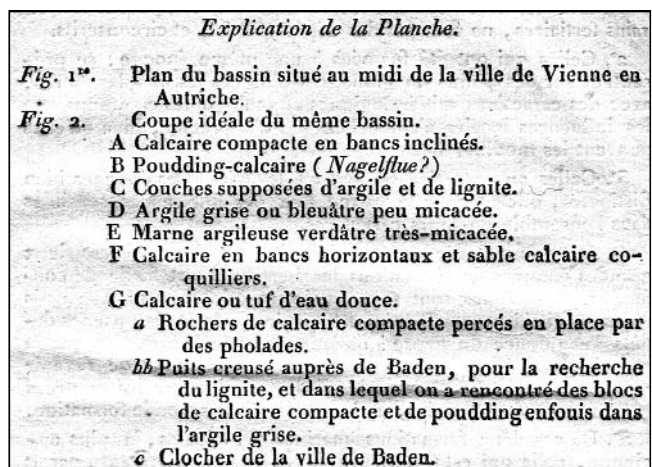 Explication de la Planche.
Fig. 1re. Plan du bassin situé au midi de la ville de Vienne en
Autriche.
Fig. 2. Coupe idéale du même bassin.
A Calcaire compacte en bancs inclinés.
B Poudding-calcaire (Nagelflue?)
C Couches supposées d'argile et de lignite.
D Argile grise ou bleuâtre peu micacée.
E Marne argileuse verdâtre très-micacée.
F Calcaire en bancs horizontaux et sable calcaire co-
quilliers.
G Calcaire ou tuf d'eau douce.
a Rochers de calcaire compacte percés en place par
des pholades.
bb Puits creusé auprès de Baden, pour la recherche
du lignite, et dans lequel on a rencontré des blocs
de calcaire compacte et de poudding enfouis dans
l'argile grise.
c Clocher de la ville de Baden.